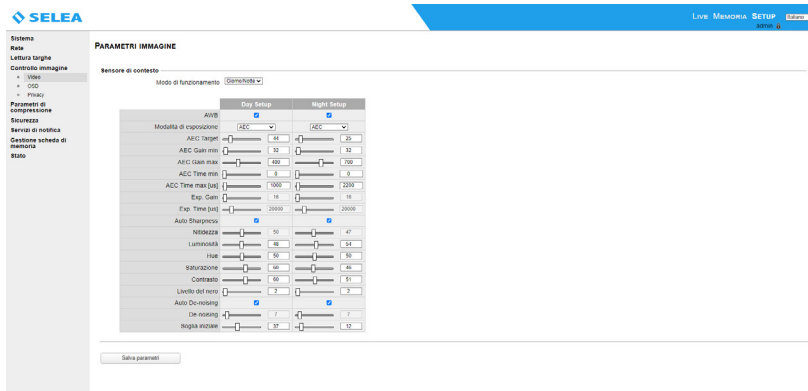 SELEA
LIVE MEMORIA SETUP Italiano
admin
Sistema
Rete
Lettura targhe
Controllo immagine
Video
OSD
Privacy
Parametri di
compressione
Sicurezza
Servizi di notifica
Gestione scheda di
memoria
Stato
PARAMETRI IMMAGINE
Sensore di contesto
Modo di funzionamento Giorno/Notte
Day Setup Night Setup
AWB
Modalità di esposizione AEC AEC
AEC Target 44 25
AEC Gain min 32 32
AEC Gain max 400 700
AEC Time min 0 0
AEC Time max [us] 1000 2200
Exp. Gain 16 16
Exp. Time [us] 20000 20000
Auto Sharpness
Nitidezza 50 47
Luminosità 48 54
Hue 50 50
Saturazione 60 45
Contrasto 60 51
Livello del nero 2 2
Auto De-noising
De-noising 7 7
Soglia iniziale 37 12
Salva parametri